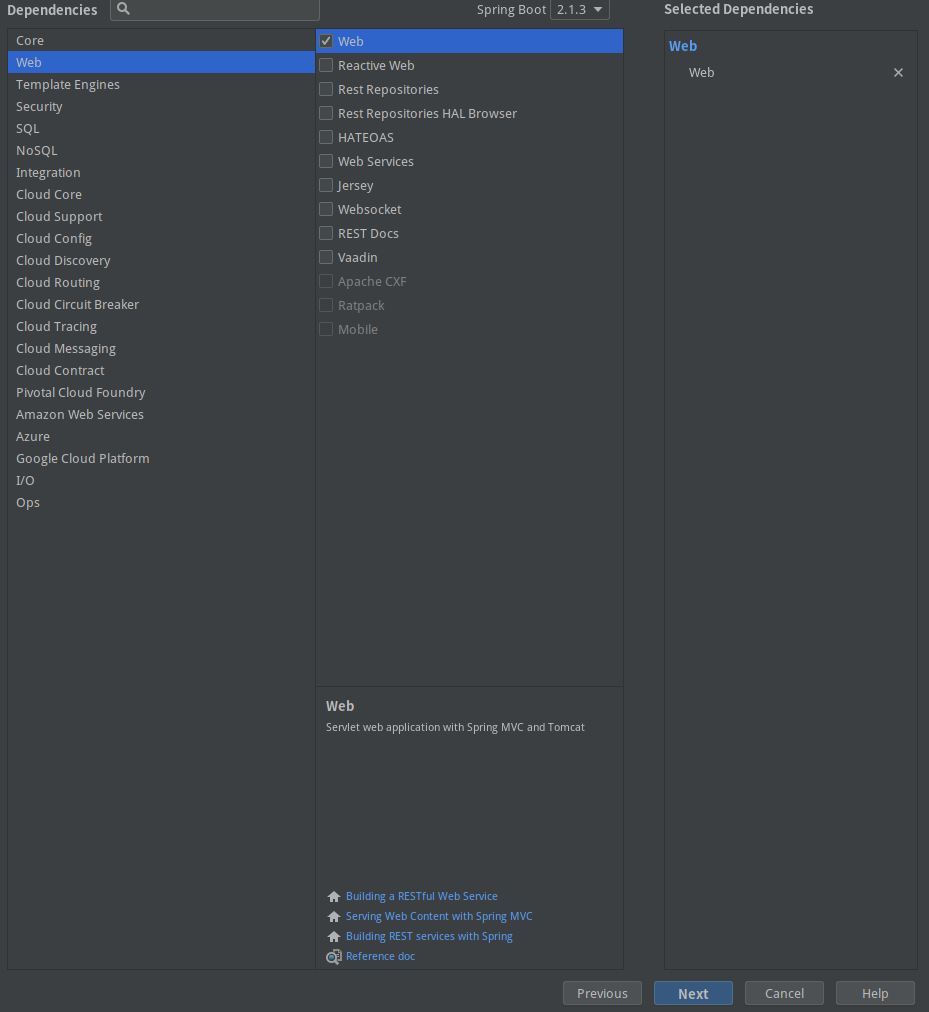 Dependencies
Spring Boot 2.1.3
Selected Dependencies
Core
Web
Template Engines
Security
SQL
NoSQL
Integration
Cloud Core
Cloud Support
Cloud Config
Cloud Discovery
Cloud Routing
Cloud Circuit Breaker
Cloud Tracing
Cloud Messaging
Cloud Contract
Pivotal Cloud Foundry
Amazon Web Services
Azure
Google Cloud Platform
I/O
Ops
Web
Reactive Web
Rest Repositories
Rest Repositories HAL Browser
HATEOAS
Web Services
Jersey
Websocket
REST Docs
Vaadin
Apache CXF
Ratpack
Mobile
Web
Servlet web application with Spring MVC and Tomcat
Building a RESTful Web Service
Serving Web Content with Spring MVC
Building REST services with Spring
Reference doc
Web
Web
Previous
Next
Cancel
Help